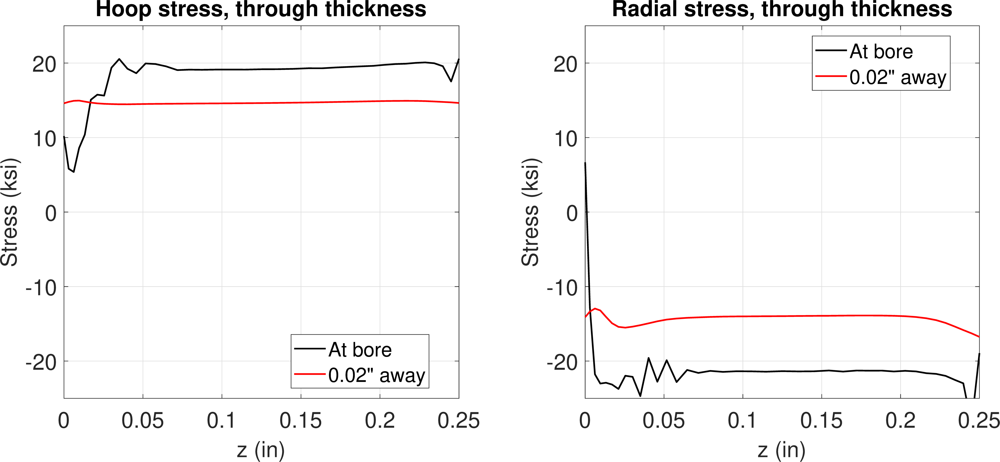 Hoop stress, through thickness
Stress (ksi)
20
10
0
-10
-20
At bore
0.02" away
0 0.05 0.1 0.15 0.2 0.25
z (in)
Radial stress, through thickness
Stress (ksi)
20
10
0
-10
-20
At bore
0.02" away
0 0.05 0.1 0.15 0.2 0.25
z (in)